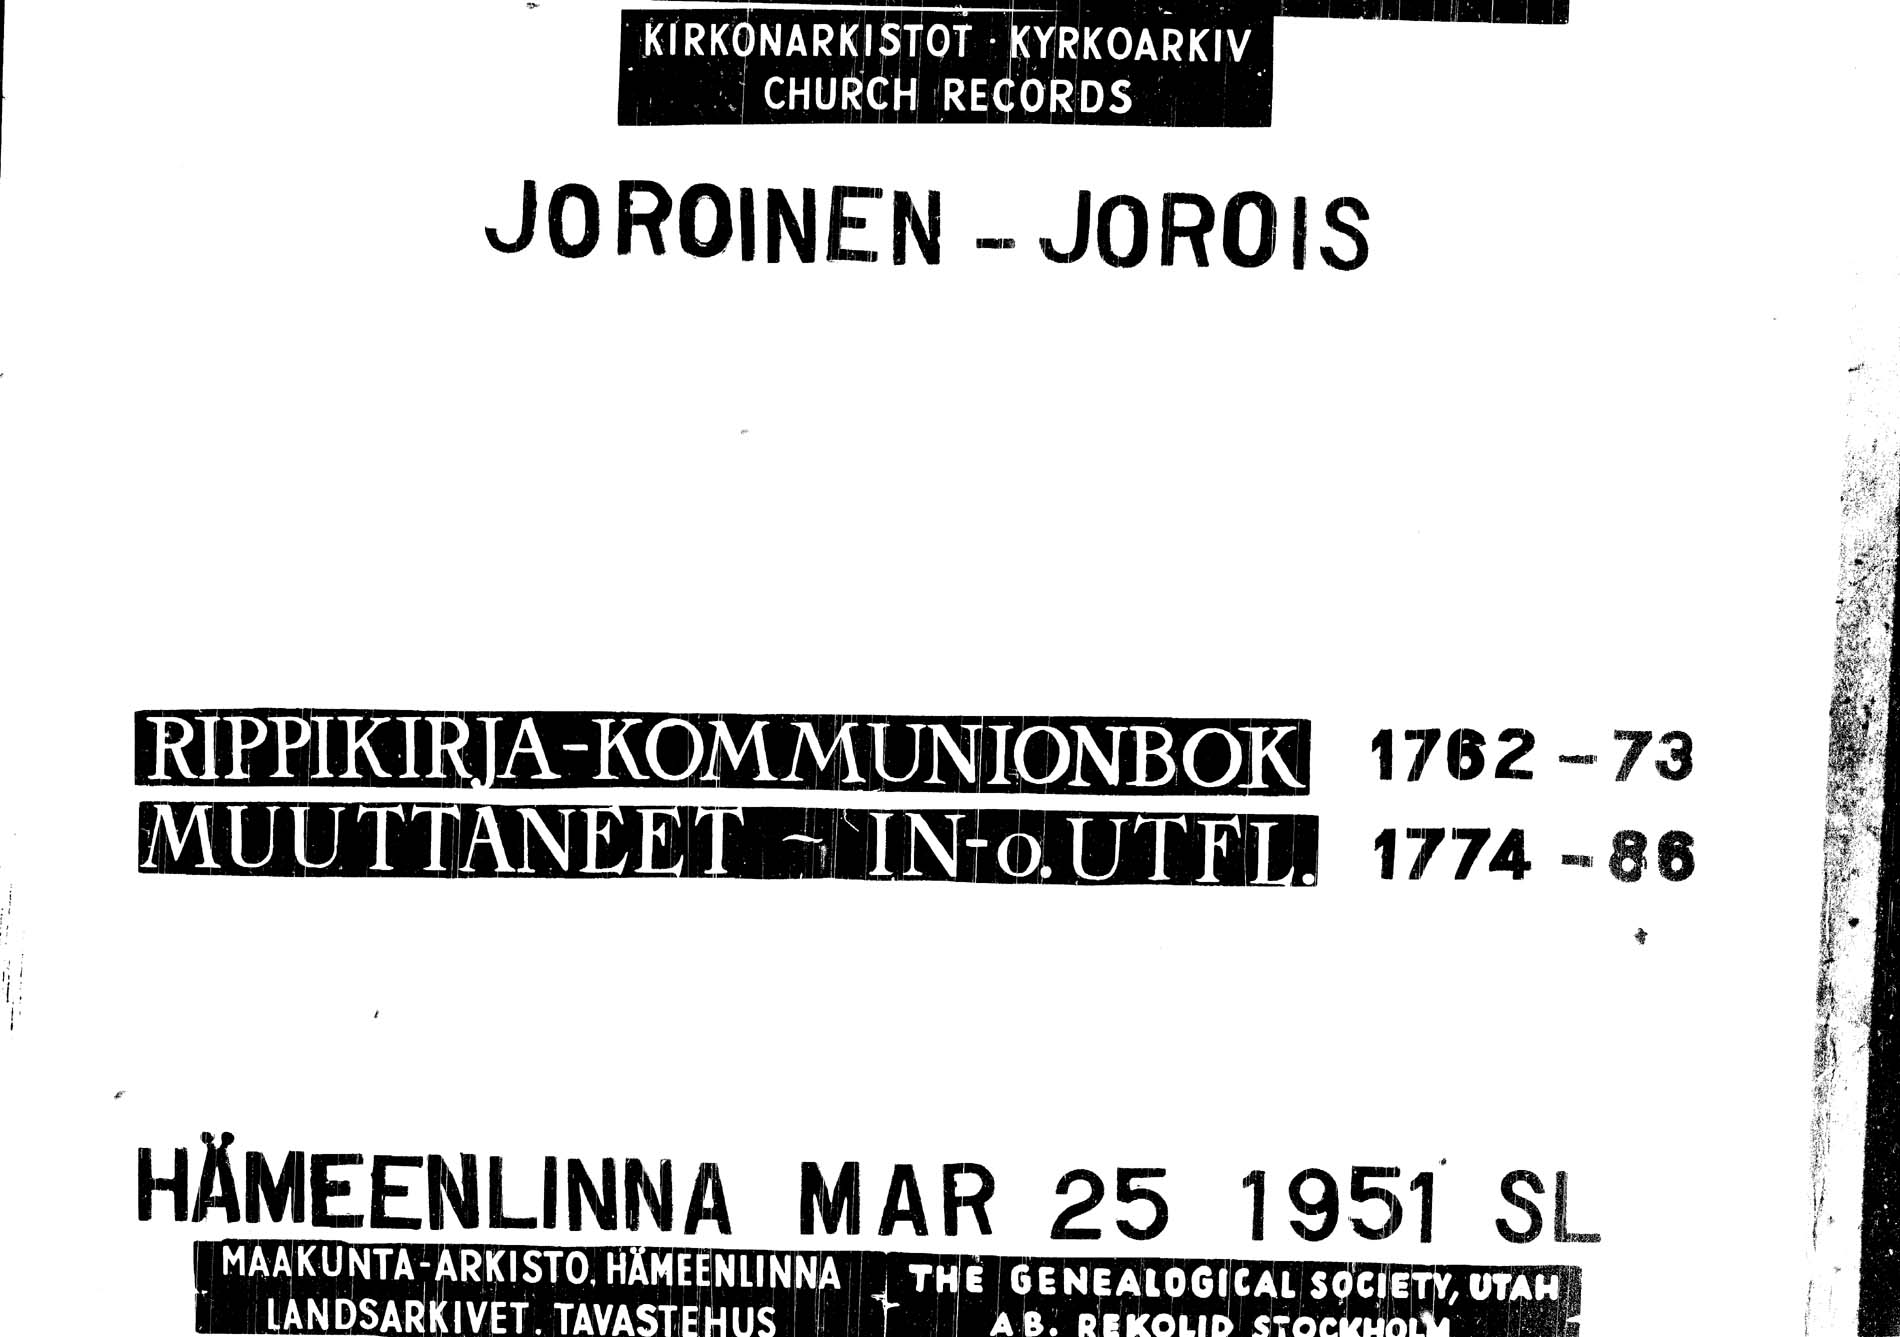 KIRKONARKISTOT · KYRKOARKIV
CHURCH RECORDS
JOROINEN - JOROIS
RIPPIKIRJA-KOMMUNIONBOK 1762-73
MUUTTANEET - IN-o. UTFL. 1774-86
HÄMEENLINNA MAR 25 1951 SL
MAAKUNTA-ARKISTO, HÄMEENLINNA
LANDSARKIVET. TAVASTEHUS
THE GENEALOGICAL SOCIETY, UTAH
AB. REKOLID STOCKHOLM